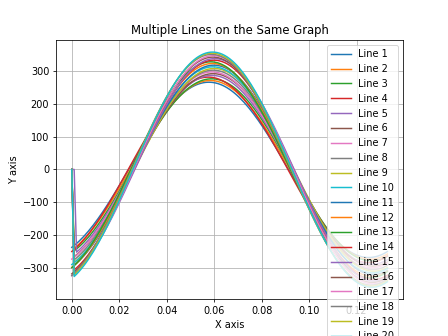 Multiple Lines on the Same Graph
Y axis
300
200
100
0
−100
−200
−300
0.00
0.02
0.04
0.06
0.08
0.10
X axis
Line 1
Line 2
Line 3
Line 4
Line 5
Line 6
Line 7
Line 8
Line 9
Line 10
Line 11
Line 12
Line 13
Line 14
Line 15
Line 16
Line 17
Line 18
Line 19
Line 20